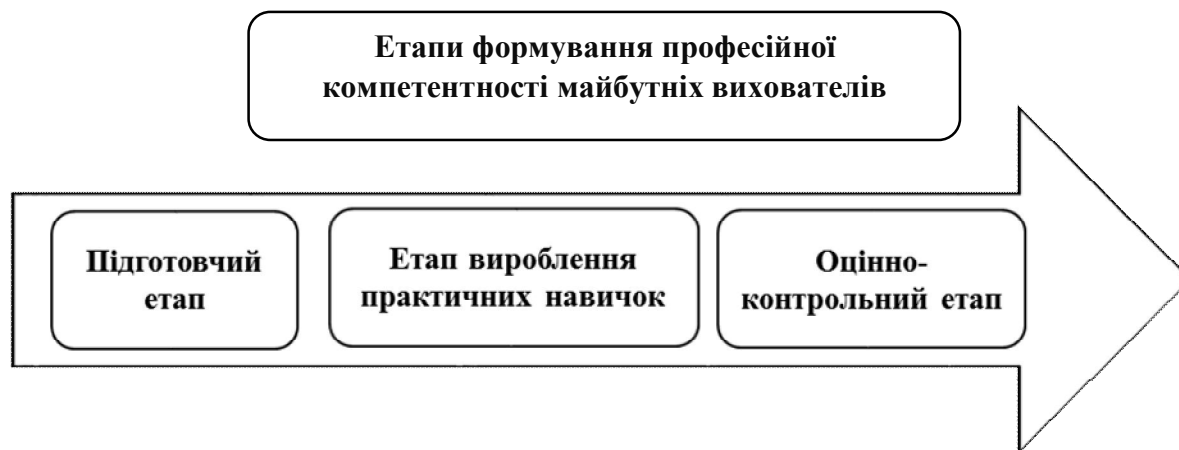 Етапи формування професійної
компетентності майбутніх вихователів
Підготовчий
етап
Етап вироблення
практичних навичок
Оцінно-
контрольний етап